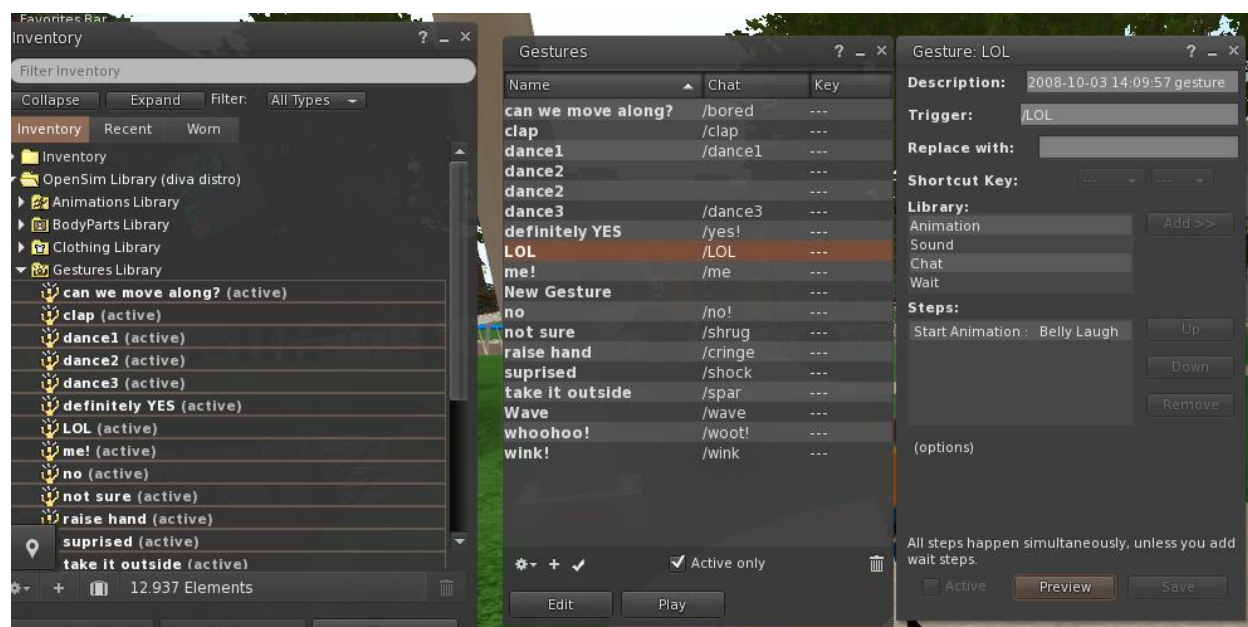 Favorites Bar
Inventory ? _ ×
Filter Inventory
Collapse Expand Filter: All Types
Inventory Recent Worn
Inventory
OpenSim Library (diva distro)
Animations Library
BodyParts Library
Clothing Library
Gestures Library
can we move along? (active)
clap (active)
dance1 (active)
dance2 (active)
dance3 (active)
definitely YES (active)
LOL (active)
me! (active)
no (active)
not sure (active)
raise hand (active)
suprised (active)
take it outside (active)
+ 12.937 Elements
Gestures ? _ ×
Name Chat Key
can we move along? /bored ---
clap /clap ---
dance1 /dance1 ---
dance2 ---
dance2 ---
dance3 /dance3 ---
definitely YES /yes! ---
LOL /LOL ---
me! /me ---
New Gesture ---
no /no! ---
not sure /shrug ---
raise hand /cringe ---
suprised /shock ---
take it outside /spar ---
Wave /wave ---
whoohoo! /woot! ---
wink! /wink ---
+ Active only
Edit Play
Gesture: LOL ? _ ×
Description: 2008-10-03 14:09:57 gesture
Trigger: /LOL
Replace with:
Shortcut Key: --- ---
Library:
Animation Add >>
Sound
Chat
Wait
Steps:
Start Animation : Belly Laugh Up
Down
Remove
(options)
All steps happen simultaneously, unless you add
wait steps.
Active Preview Save